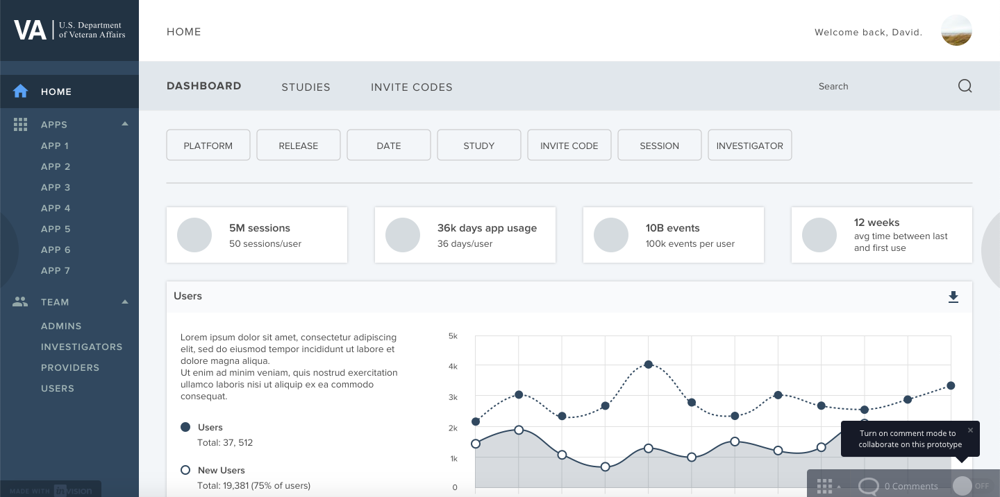 VA
U.S. Department
of Veteran Affairs
HOME
Welcome back, David.
HOME
APPS
APP 1
APP 2
APP 3
APP 4
APP 5
APP 6
APP 7
TEAM
ADMINS
INVESTIGATORS
PROVIDERS
USERS
MADE WITH invision
DASHBOARD
STUDIES
INVITE CODES
Search
PLATFORM
RELEASE
DATE
STUDY
INVITE CODE
SESSION
INVESTIGATOR
5M sessions
50 sessions/user
36k days app usage
36 days/user
10B events
100k events per user
12 weeks
avg time between last
and first use
Users
Lorem ipsum dolor sit amet, consectetur adipiscing
elit, sed do eiusmod tempor incididunt ut labore et
dolore magna aliqua.
Ut enim ad minim veniam, quis nostrud exercitation
ullamco laboris nisi ut aliquip ex ea commodo
consequat.
Users
Total: 37, 512
New Users
Total: 19,381 (75% of users)
5k
4k
3k
2k
1k
0
Turn on comment mode to
collaborate on this prototype
×
0 Comments
OFF